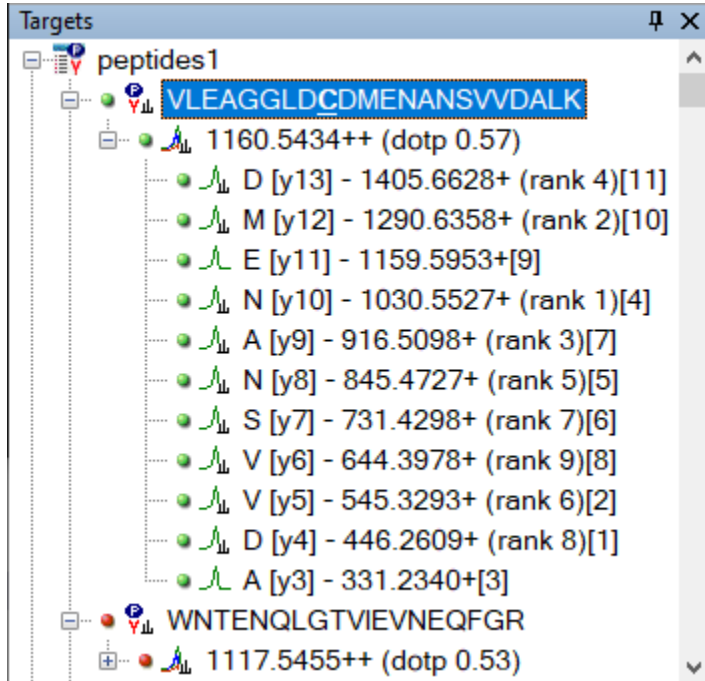 Targets
peptides1
VLEAGGLDCDMENANSVVDALK
1160.5434++ (dotp 0.57)
D [y13] - 1405.6628+ (rank 4)[11]
M [y12] - 1290.6358+ (rank 2)[10]
E [y11] - 1159.5953+[9]
N [y10] - 1030.5527+ (rank 1)[4]
A [y9] - 916.5098+ (rank 3)[7]
N [y8] - 845.4727+ (rank 5)[5]
S [y7] - 731.4298+ (rank 7)[6]
V [y6] - 644.3978+ (rank 9)[8]
V [y5] - 545.3293+ (rank 6)[2]
D [y4] - 446.2609+ (rank 8)[1]
A [y3] - 331.2340+[3]
WNTENQLGTVIEVNEQFGR
1117.5455++ (dotp 0.53)